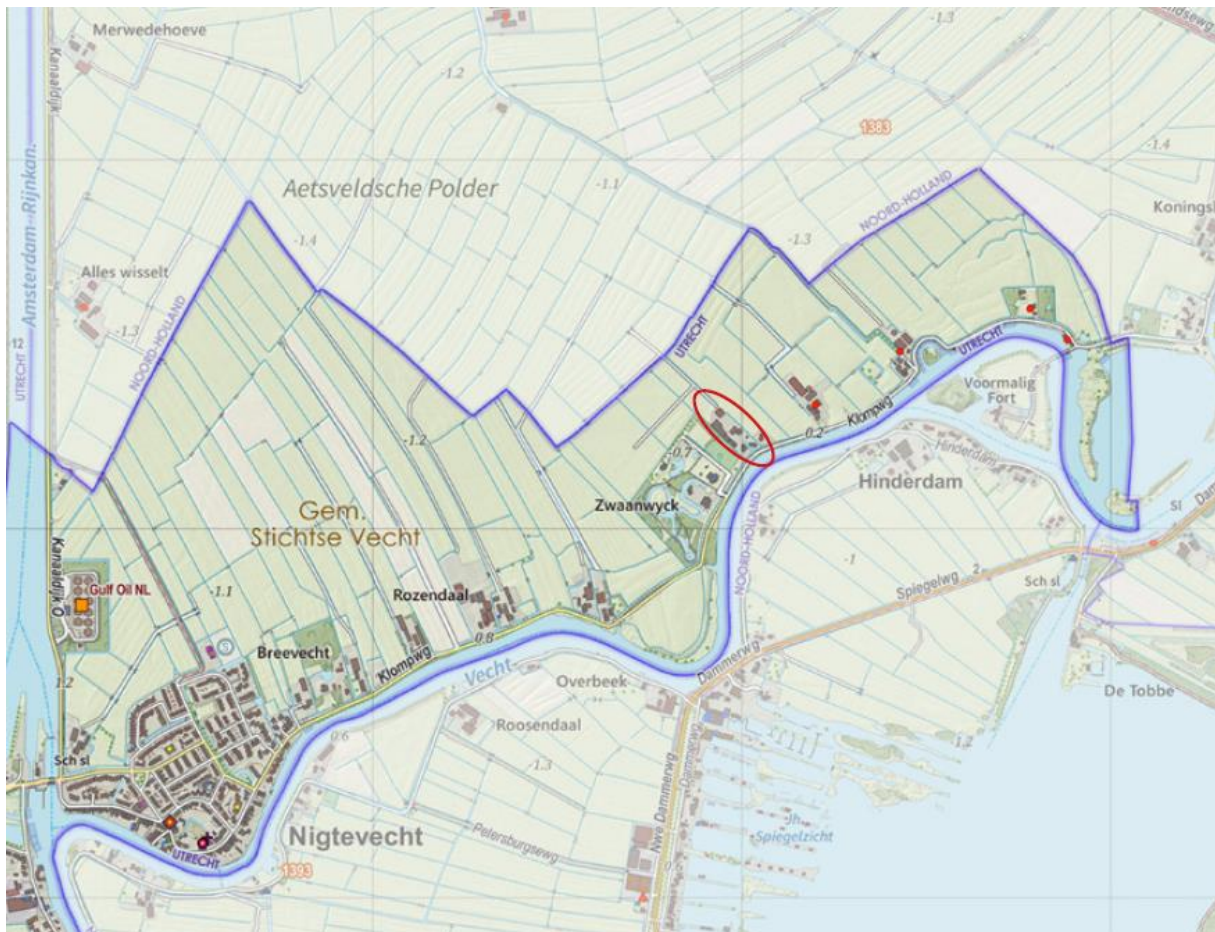 Merwedehoeve
-1.3
Kanaaldijk
-1.2
1383
-1.4
Amsterdam-Rijnkan.
Aetsveldsche Polder
-1.1
NOORD-HOLLAND
-1.4
-1.3
Alles wisselt
-1.3
12
UTRECHT
NOORD-HOLLAND
UTRECHT
UTRECHT
Voormalig
Fort
-1.2
Klompwg
0.2
-0.7
Hinderdam
Hinderdam
Zwaanwyck
Gem.
Stichtse Vecht
NOORD-HOLLAND
Sl
-1
Spiegelwg
2
Sch sl
Kanaaldijk O
Gulf Oil NL
-1.1
Rozendaal
0.8
Breevecht
Klompwg
Vecht
Dammerwg
Overbeek
De Tobbe
1.2
Roosendaal
0.6
-1.3
Sch sl
Nwe Dammerwg
Dammerwg
Jh.
Spiegelzicht
Nigtevecht
Petersburgsewg
UTRECHT
1393